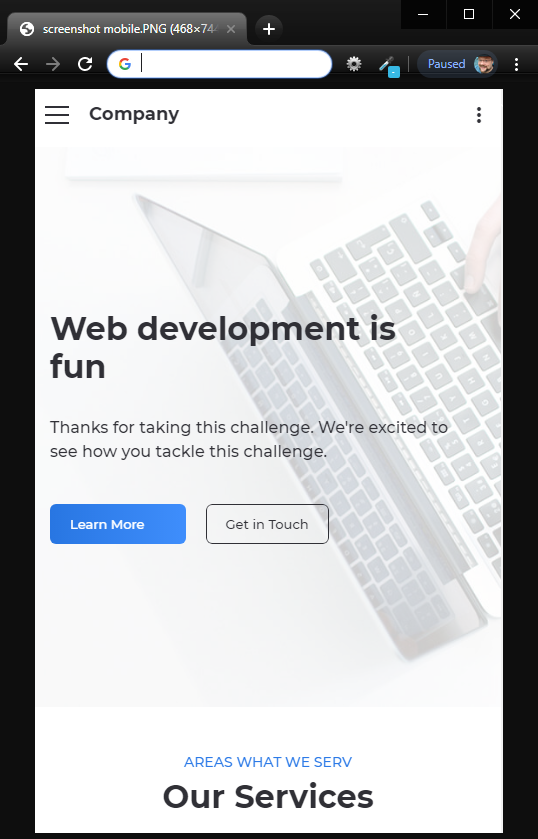 screenshot mobile.PNG (468×744
Paused
Company
Web development is
fun
Thanks for taking this challenge. We're excited to
see how you tackle this challenge.
Learn More
Get in Touch
AREAS WHAT WE SERV
Our Services